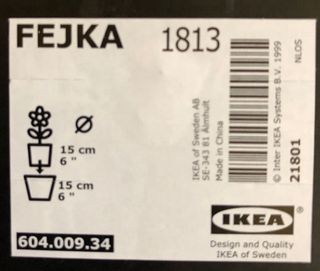 FEJKA
1813
15 cm
6 "
15 cm
6 "
604.009.34
IKEA of Sweden AB
SE-343 81 Älmhult
Made in China
© Inter IKEA Systems B.V. 1999
21801
NLOS
IKEA®
Design and Quality
IKEA of Sweden